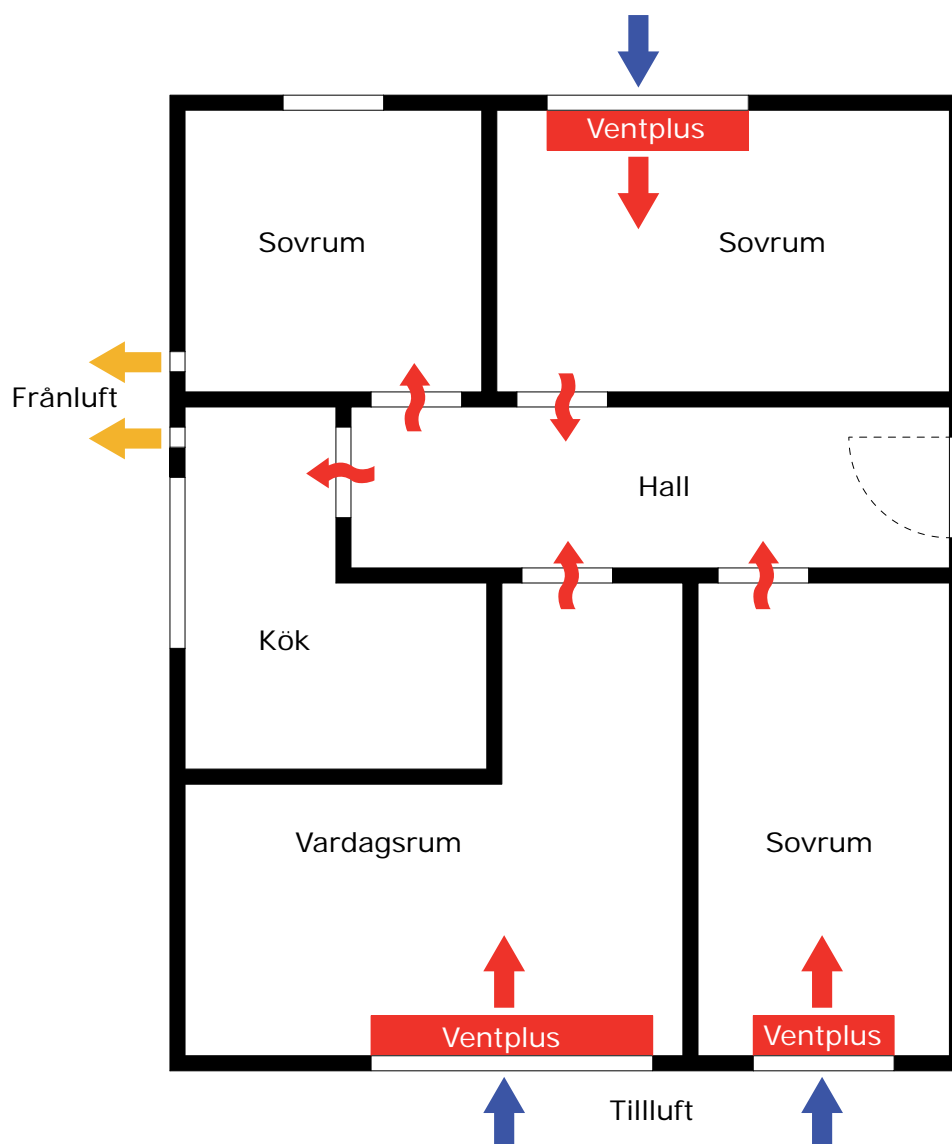 Ventplus
Sovrum
Sovrum
Frånluft
Hall
Kök
Vardagsrum
Sovrum
Ventplus
Ventplus
Tillluft